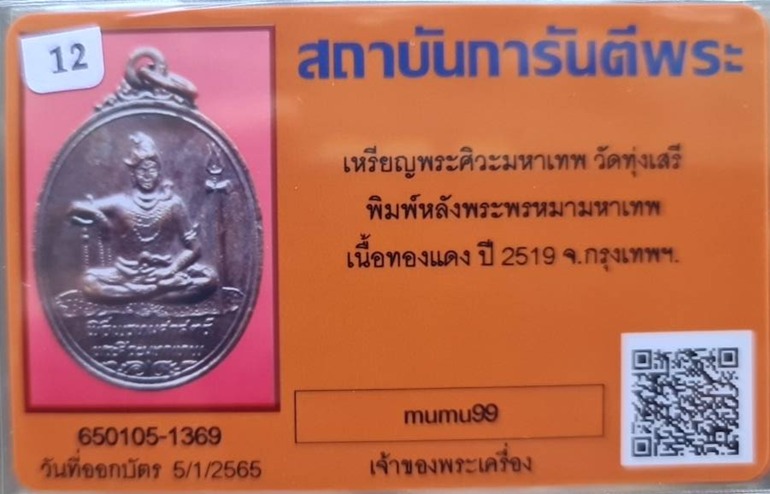 12
สถาบันการันตีพระ
เหรียญพระศิวะมหาเทพ วัดทุ่งเสรี
พิมพ์หลังพระพรหมามหาเทพ
เนื้อทองแดง ปี 2519 จ.กรุงเทพฯ.
mumu99
เจ้าของพระเครื่อง
650105-1369
วันที่ออกบัตร 5/1/2565